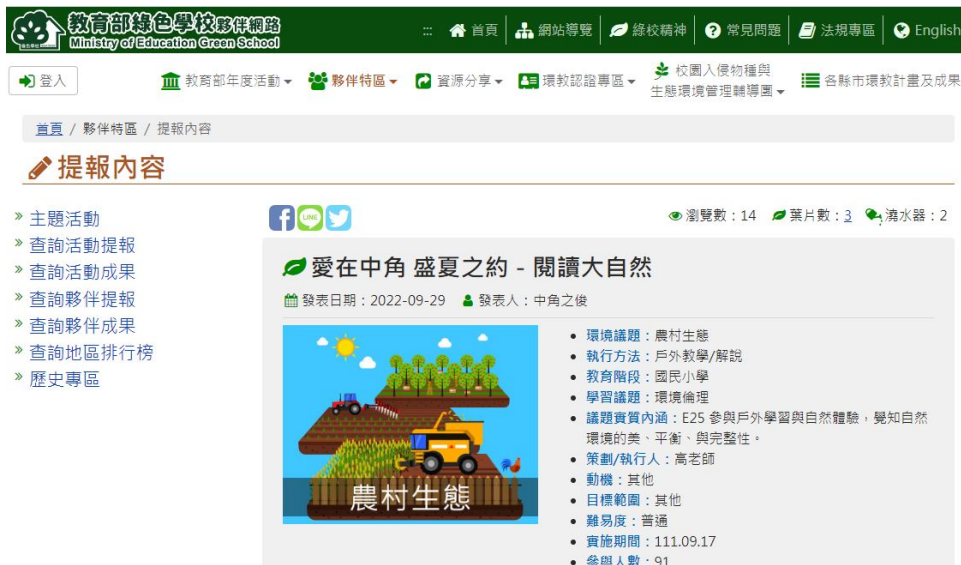 教育部綠色學校夥伴網路
Ministry of Education Green School
::: 首頁 網站導覽 綠校精神 常見問題 法規專區 English
登入 教育部年度活動 夥伴特區 資源分享 環教認證專區 校園入侵物種與
生態環境管理輔導團 各縣市環教計畫及成果
首頁 / 夥伴特區 / 提報內容
提報內容
» 主題活動
» 查詢活動提報
» 查詢活動成果
» 查詢夥伴提報
» 查詢夥伴成果
» 查詢地區排行榜
» 歷史專區
LINE
瀏覽數：14 葉片數：3 澆水器：2
愛在中角 盛夏之約 - 閱讀大自然
發表日期：2022-09-29 發表人：中角之俊
農村生態
• 環境議題：農村生態
• 執行方法：戶外教學/解說
• 教育階段：國民小學
• 學習議題：環境倫理
• 議題實質內涵：E25 參與戶外學習與自然體驗，覺知自然
環境的美、平衡、與完整性。
• 策劃/執行人：高老師
• 動機：其他
• 目標範圍：其他
• 難易度：普通
• 實施期間：111.09.17
• 參與人數：91